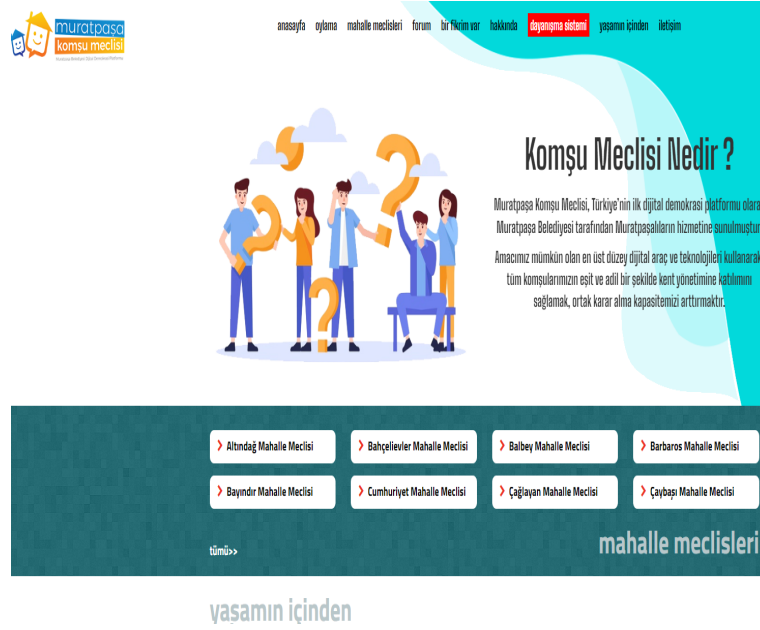 muratpaşa
komşu meclisi
anasayfa oylama mahalle meclisleri forum bir fikrim var hakkında dayanışma sistemi yaşamın içinden iletişim
Komşu Meclisi Nedir ?
Muratpaşa Komşu Meclisi, Türkiye'nin ilk dijital demokrasi platformu olara
Muratpaşa Belediyesi tarafından Muratpaşalıların hizmetine sunulmuştur
Amacımız mümkün olan en üst düzey dijital araç ve teknolojileri kullanarak
tüm komşularımızın eşit ve adil bir şekilde kent yönetimine katılımını
sağlamak, ortak karar alma kapasitemizi arttırmaktır.
Altındağ Mahalle Meclisi
Bahçelievler Mahalle Meclisi
Balbey Mahalle Meclisi
Barbaros Mahalle Meclisi
Bayındır Mahalle Meclisi
Cumhuriyet Mahalle Meclisi
Çağlayan Mahalle Meclisi
Çaybaşı Mahalle Meclisi
mahalle meclisleri
tümü>>
yaşamın içinden